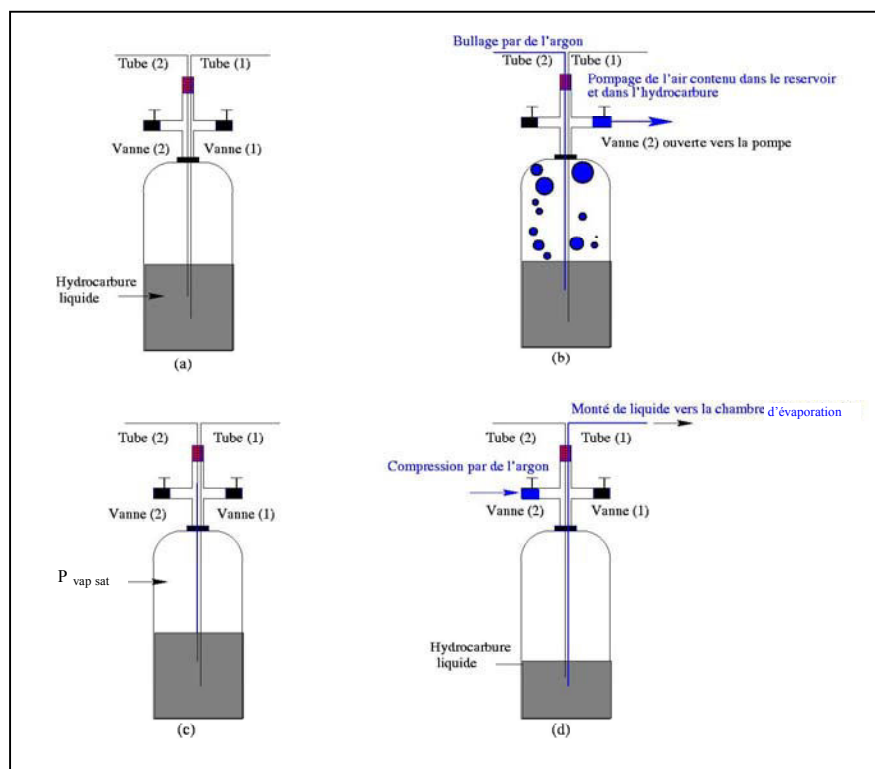 Tube (2) Tube (1)
Vanne (2) Vanne (1)
Hydrocarbure
liquide
(a)
Bullage par de l'argon
Tube (2) Tube (1)
Pompage de l'air contenu dans le reservoir
et dans l'hydrocarbure
Vanne (2) ouverte vers la pompe
(b)
Tube (2) Tube (1)
Vanne (2) Vanne (1)
P vap sat
(c)
Monté de liquide vers la chambre d'évaporation
Tube (2) Tube (1)
Compression par de l'argon
Vanne (2) Vanne (1)
Hydrocarbure
liquide
(d)